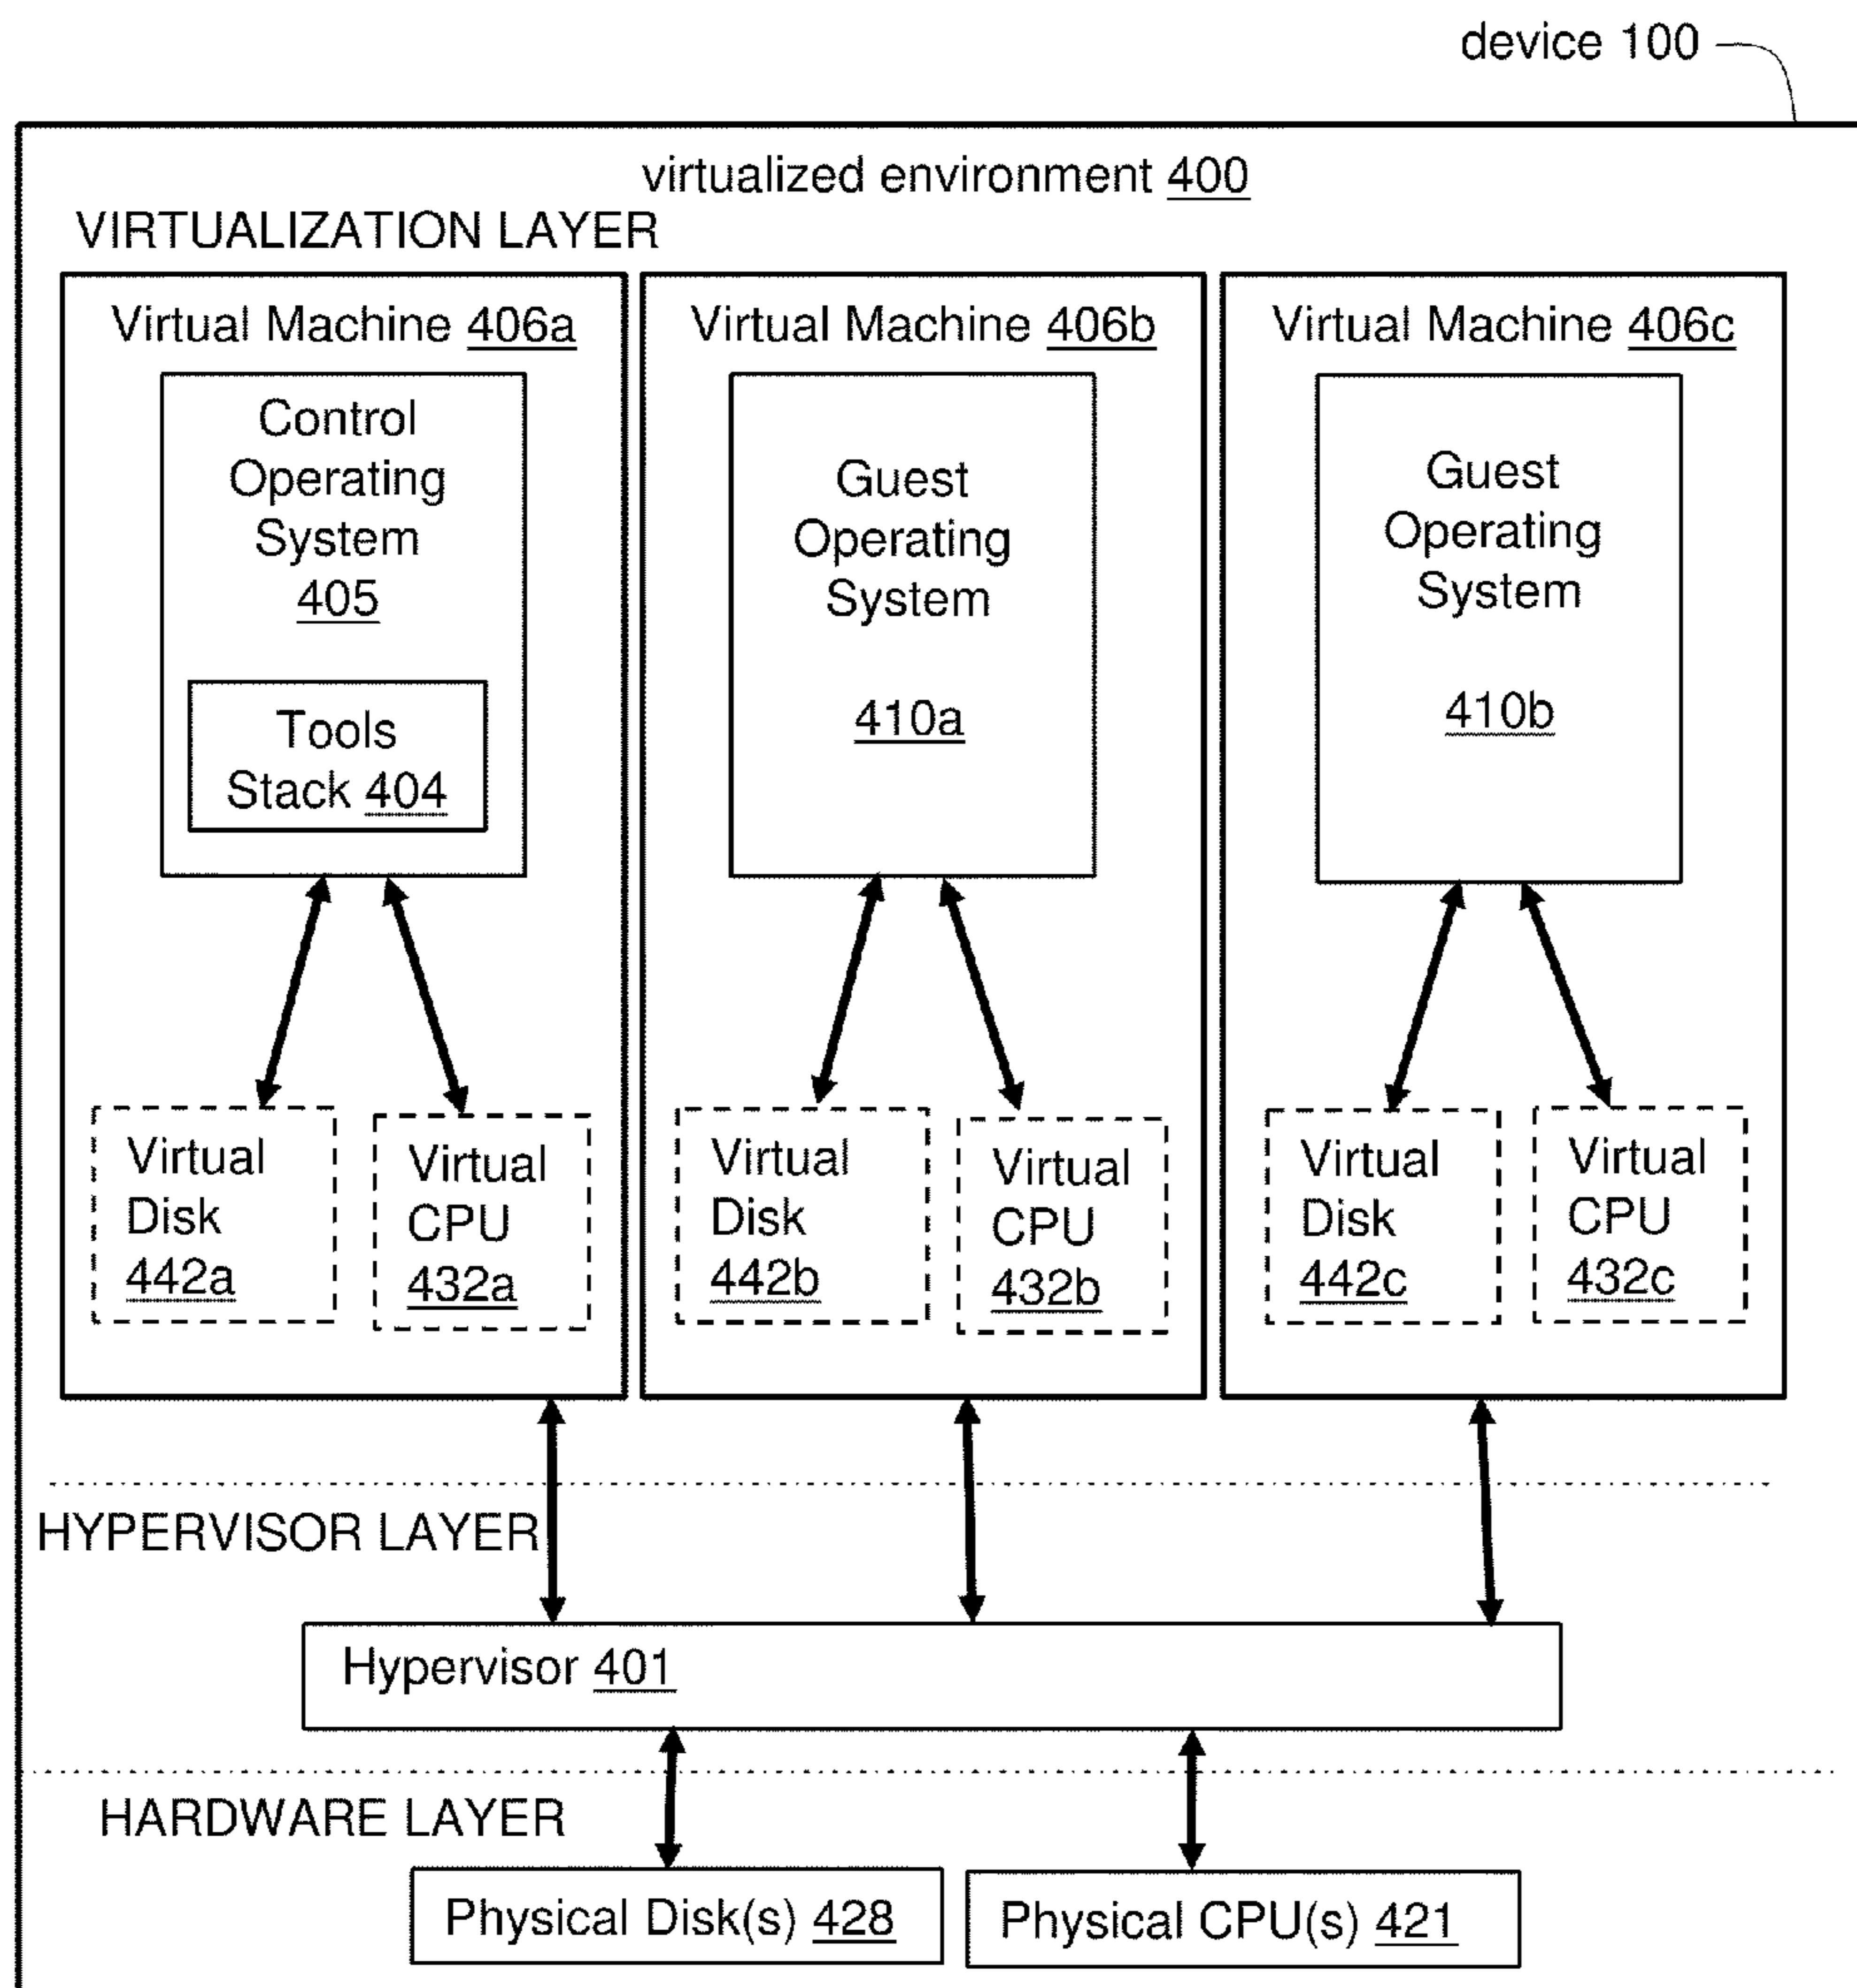 device 100
virtualized environment 400
VIRTUALIZATION LAYER
Virtual Machine 406a
Control
Operating
System
405
Tools
Stack 404
Virtual
Disk
442a
Virtual
CPU
432a
Virtual Machine 406b
Guest
Operating
System
410a
Virtual
Disk
442b
Virtual
CPU
432b
Virtual Machine 406c
Guest
Operating
System
410b
Virtual
Disk
442c
Virtual
CPU
432c
HYPERVISOR LAYER
Hypervisor 401
HARDWARE LAYER
Physical Disk(s) 428
Physical CPU(s) 421